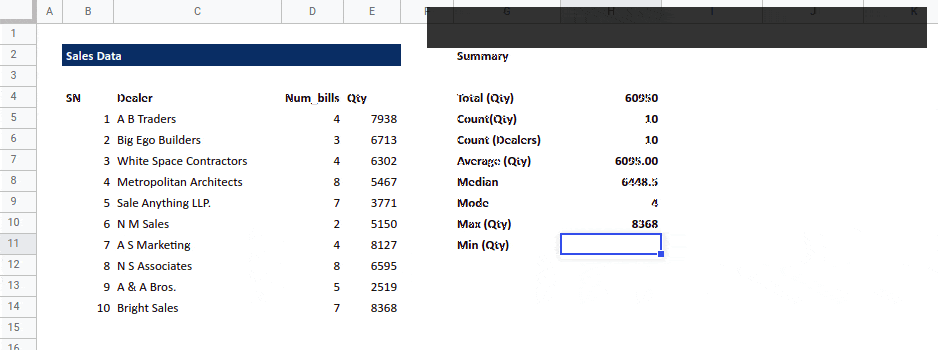 A B C D E F G H I J K
1
2 Sales Data Summary
3
4 SN Dealer Num_bills Qty Total (Qty) 60950
5 1 A B Traders 4 7938 Count(Qty) 10
6 2 Big Ego Builders 3 6713 Count (Dealers) 10
7 3 White Space Contractors 4 6302 Average (Qty) 6095.00
8 4 Metropolitan Architects 8 5467 Median 6448.5
9 5 Sale Anything LLP. 7 3771 Mode 4
10 6 N M Sales 2 5150 Max (Qty) 8368
11 7 A S Marketing 4 8127 Min (Qty)
12 8 N S Associates 8 6595
13 9 A & A Bros. 5 2519
14 10 Bright Sales 7 8368
15
16